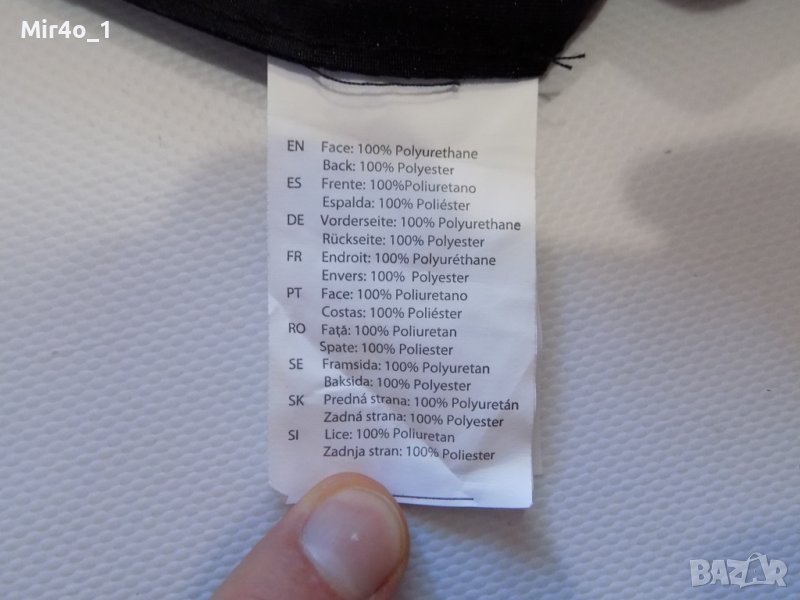 Mir4o_1
EN Face: 100% Polyurethane
Back: 100% Polyester
ES Frente: 100%Poliuretano
Espalda: 100% Poliéster
DE Vorderseite: 100% Polyurethane
Rückseite: 100% Polyester
FR Endroit: 100% Polyuréthane
Envers: 100% Polyester
PT Face: 100% Poliuretano
Costas: 100% Poliéster
RO Față: 100% Poliuretan
Spate: 100% Poliester
SE Framsida: 100% Polyuretan
Baksida: 100% Polyester
SK Predná strana: 100% Polyuretán
Zadná strana: 100% Polyester
SI Lice: 100% Poliuretan
Zadnja stran: 100% Poliester
BAZAR